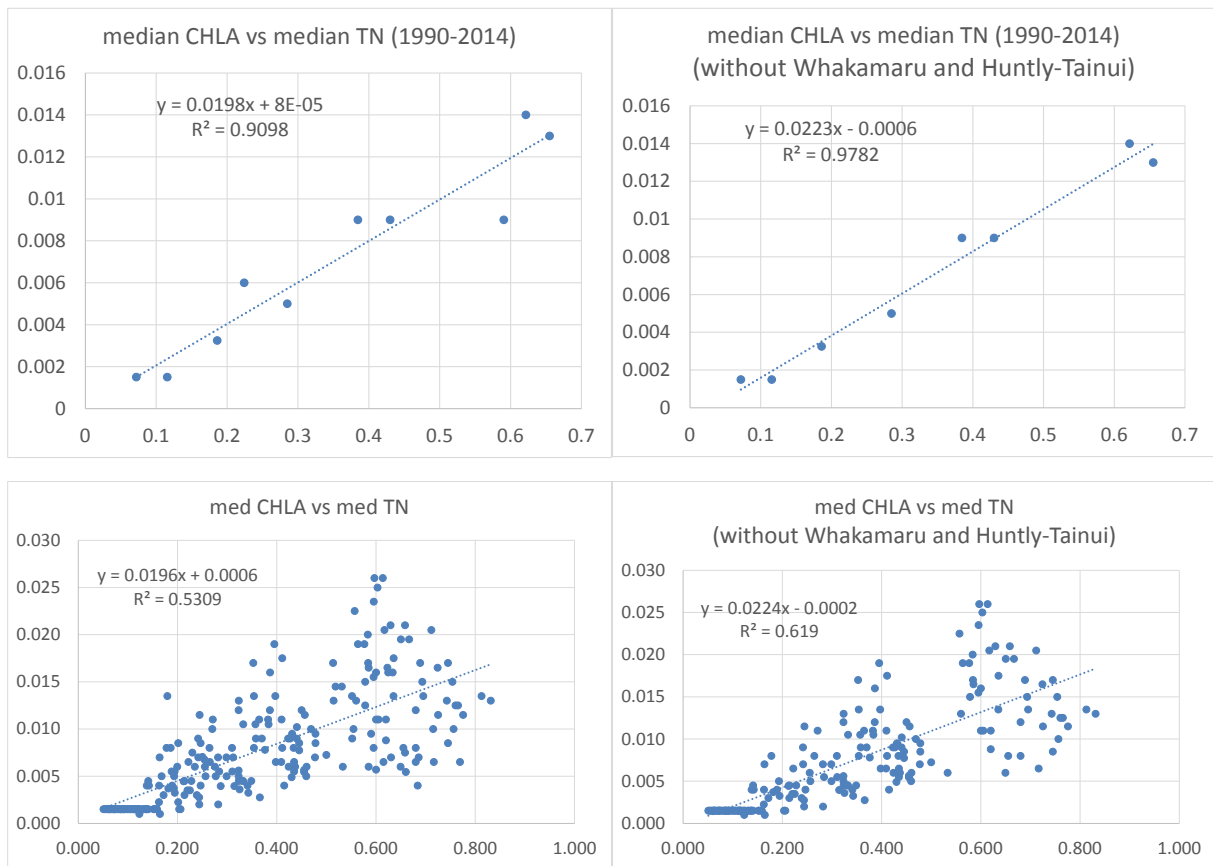 median CHLA vs median TN (1990-2014)
y = 0.0198x + 8E-05
R² = 0.9098
0.016
0.014
0.012
0.01
0.008
0.006
0.004
0.002
0
0 0.1 0.2 0.3 0.4 0.5 0.6 0.7
median CHLA vs median TN (1990-2014)
(without Whakamaru and Huntly-Tainui)
y = 0.0223x - 0.0006
R² = 0.9782
0.016
0.014
0.012
0.01
0.008
0.006
0.004
0.002
0
0 0.1 0.2 0.3 0.4 0.5 0.6 0.7
med CHLA vs med TN
y = 0.0196x + 0.0006
R² = 0.5309
0.030
0.025
0.020
0.015
0.010
0.005
0.000
0.000 0.200 0.400 0.600 0.800 1.000
med CHLA vs med TN
(without Whakamaru and Huntly-Tainui)
y = 0.0224x - 0.0002
R² = 0.619
0.030
0.025
0.020
0.015
0.010
0.005
0.000
0.000 0.200 0.400 0.600 0.800 1.000